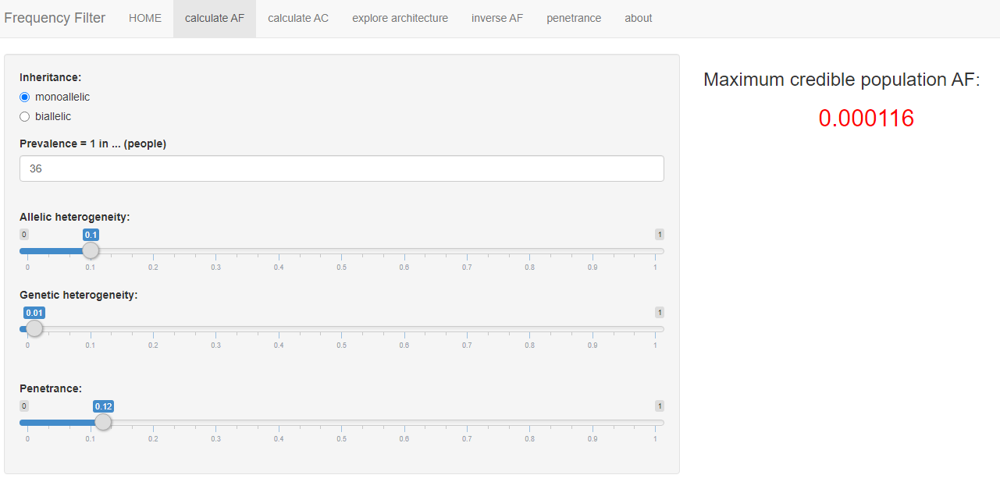 Frequency Filter HOME calculate AF calculate AC explore architecture inverse AF penetrance about
Inheritance:
monoallelic
biallelic
Prevalence = 1 in ... (people)
36
Allelic heterogeneity:
0 0.1 1
0 0.1 0.2 0.3 0.4 0.5 0.6 0.7 0.8 0.9 1
Genetic heterogeneity:
0.01 1
0 0.1 0.2 0.3 0.4 0.5 0.6 0.7 0.8 0.9 1
Penetrance:
0 0.12 1
0 0.1 0.2 0.3 0.4 0.5 0.6 0.7 0.8 0.9 1
Maximum credible population AF:
0.000116